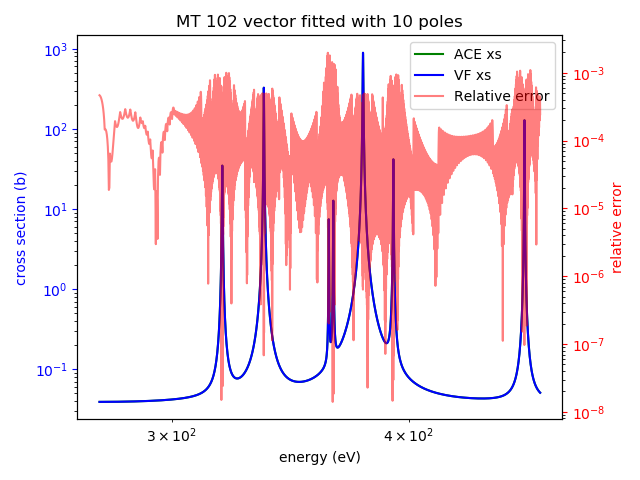 MT 102 vector fitted with 10 poles
10³
10²
10¹
10⁰
10⁻¹
cross section (b)
ACE xs
VF xs
Relative error
10⁻³
10⁻⁴
10⁻⁵
10⁻⁶
10⁻⁷
10⁻⁸
relative error
3 × 10²
4 × 10²
energy (eV)